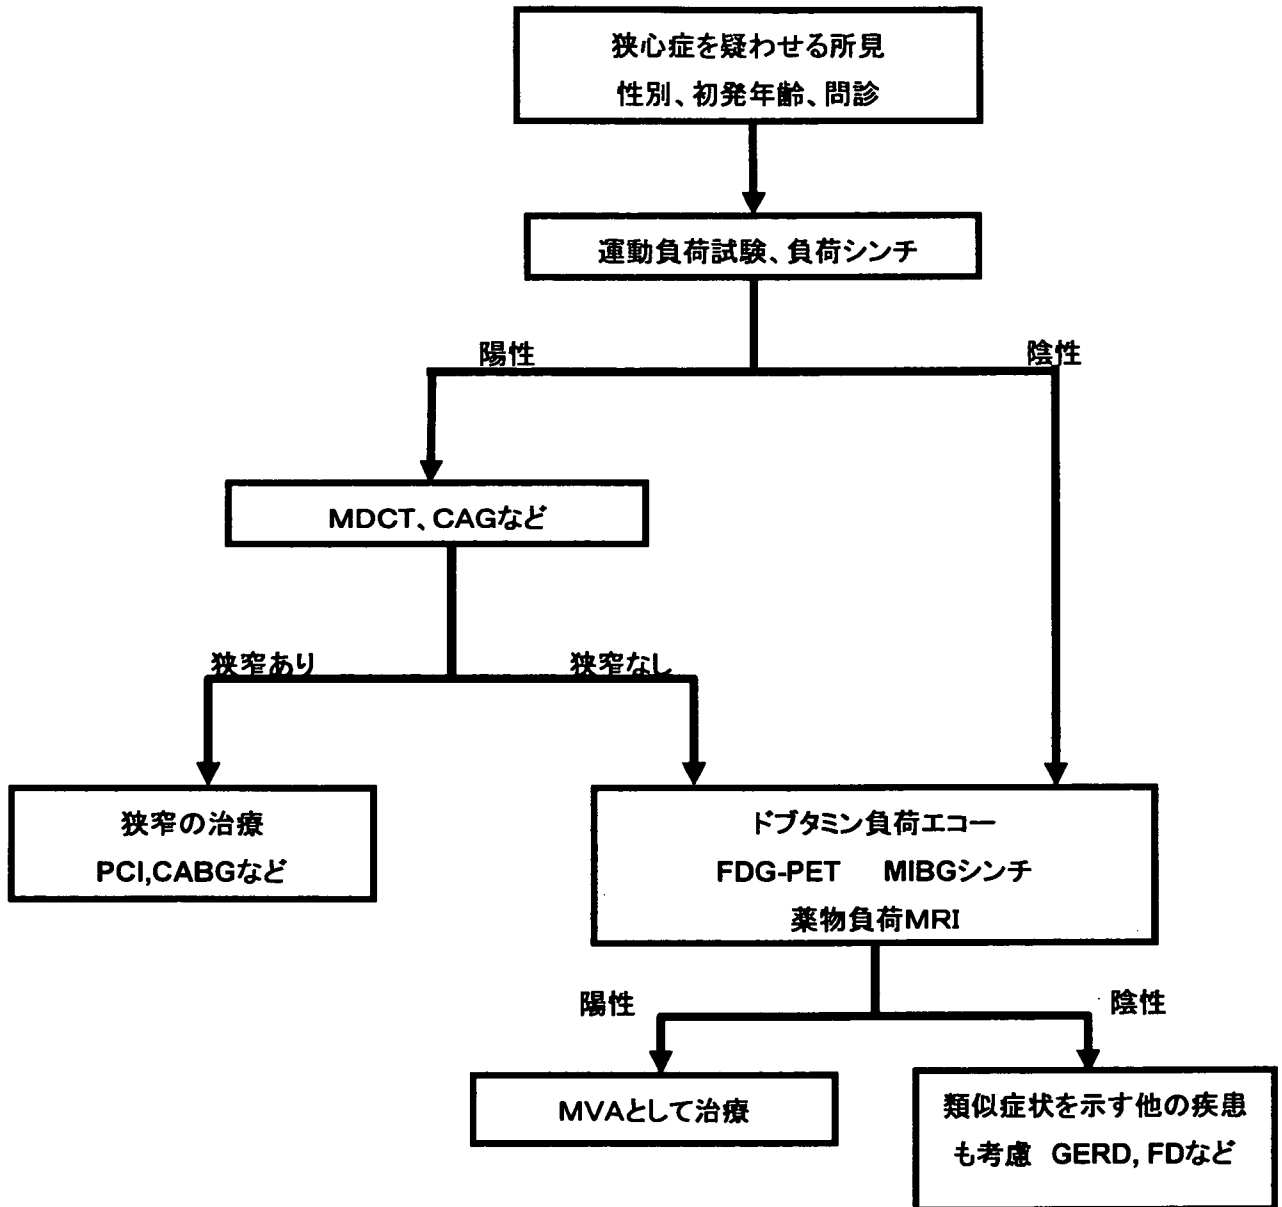 狭心症を疑わせる所見
性別、初発年齢、問診
運動負荷試験、負荷シンチ
陽性
陰性
MDCT、CAGなど
狭窄あり
狭窄なし
狭窄の治療
PCI,CABGなど
ドブタミン負荷エコー
FDG-PET MIBGシンチ
薬物負荷MRI
陽性
陰性
MVAとして治療
類似症状を示す他の疾患
も考慮 GERD, FDなど